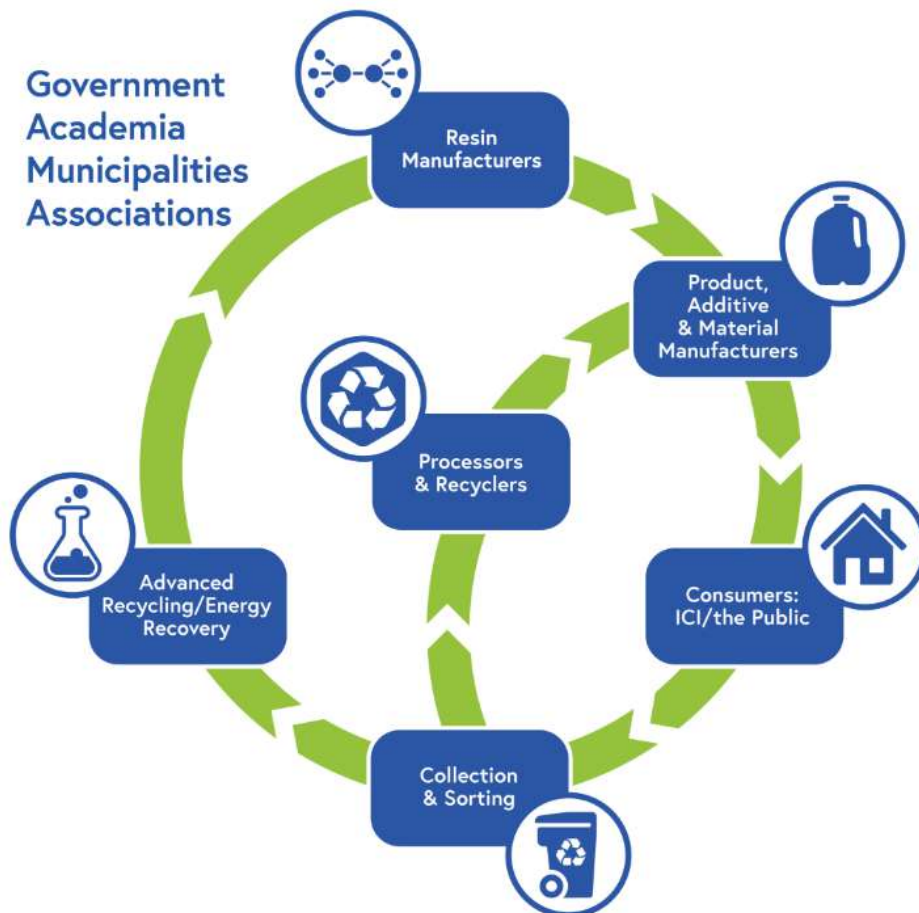 Government
Academia
Municipalities
Associations
Resin
Manufacturers
Product,
Additive
& Material
Manufacturers
Processors
& Recyclers
Advanced
Recycling/Energy
Recovery
Consumers:
ICI/the Public
Collection
& Sorting